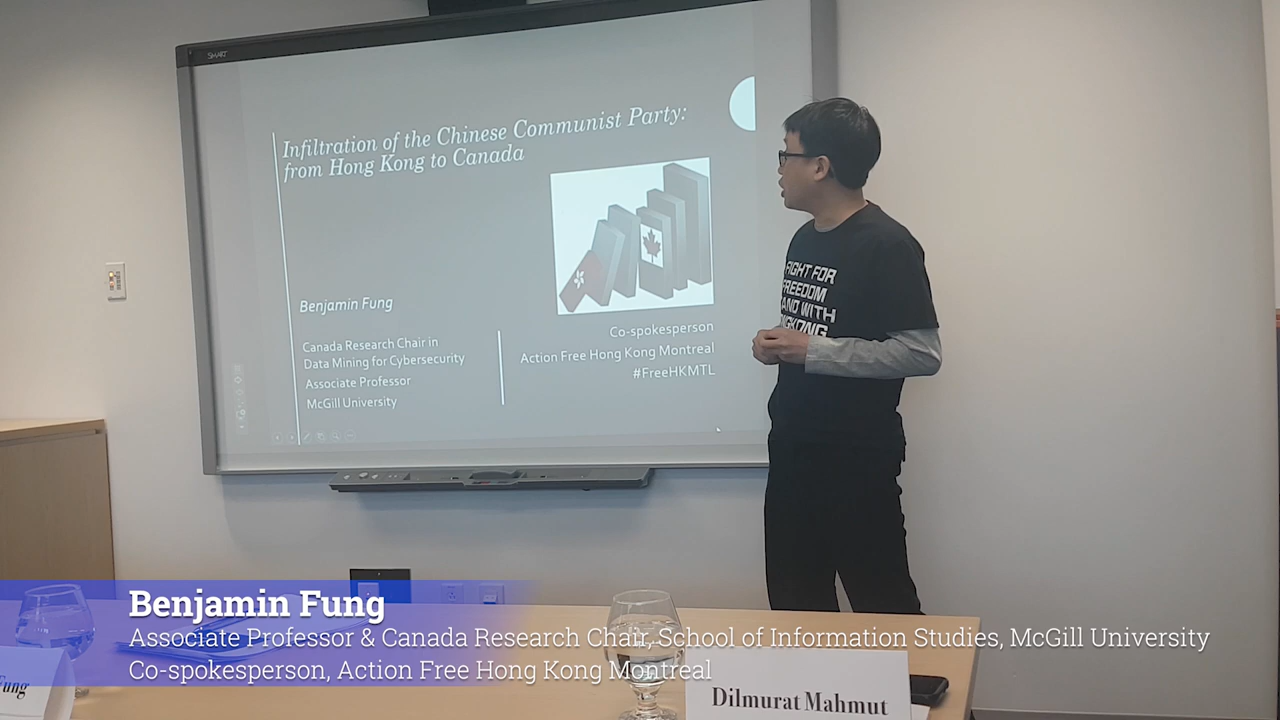 SMART
Infiltration of the Chinese Communist Party:
from Hong Kong to Canada
Benjamin Fung
Canada Research Chair in
Data Mining for Cybersecurity
Associate Professor
McGill University
Co-spokesperson
Action Free Hong Kong Montreal
#FreeHKMTL
FIGHT FOR
FREEDOM
AND WITH
NGKONG
Benjamin Fung
Associate Professor & Canada Research Chair, School of Information Studies, McGill University
Co-spokesperson, Action Free Hong Kong Montreal
Fung
Dilmurat Mahmut